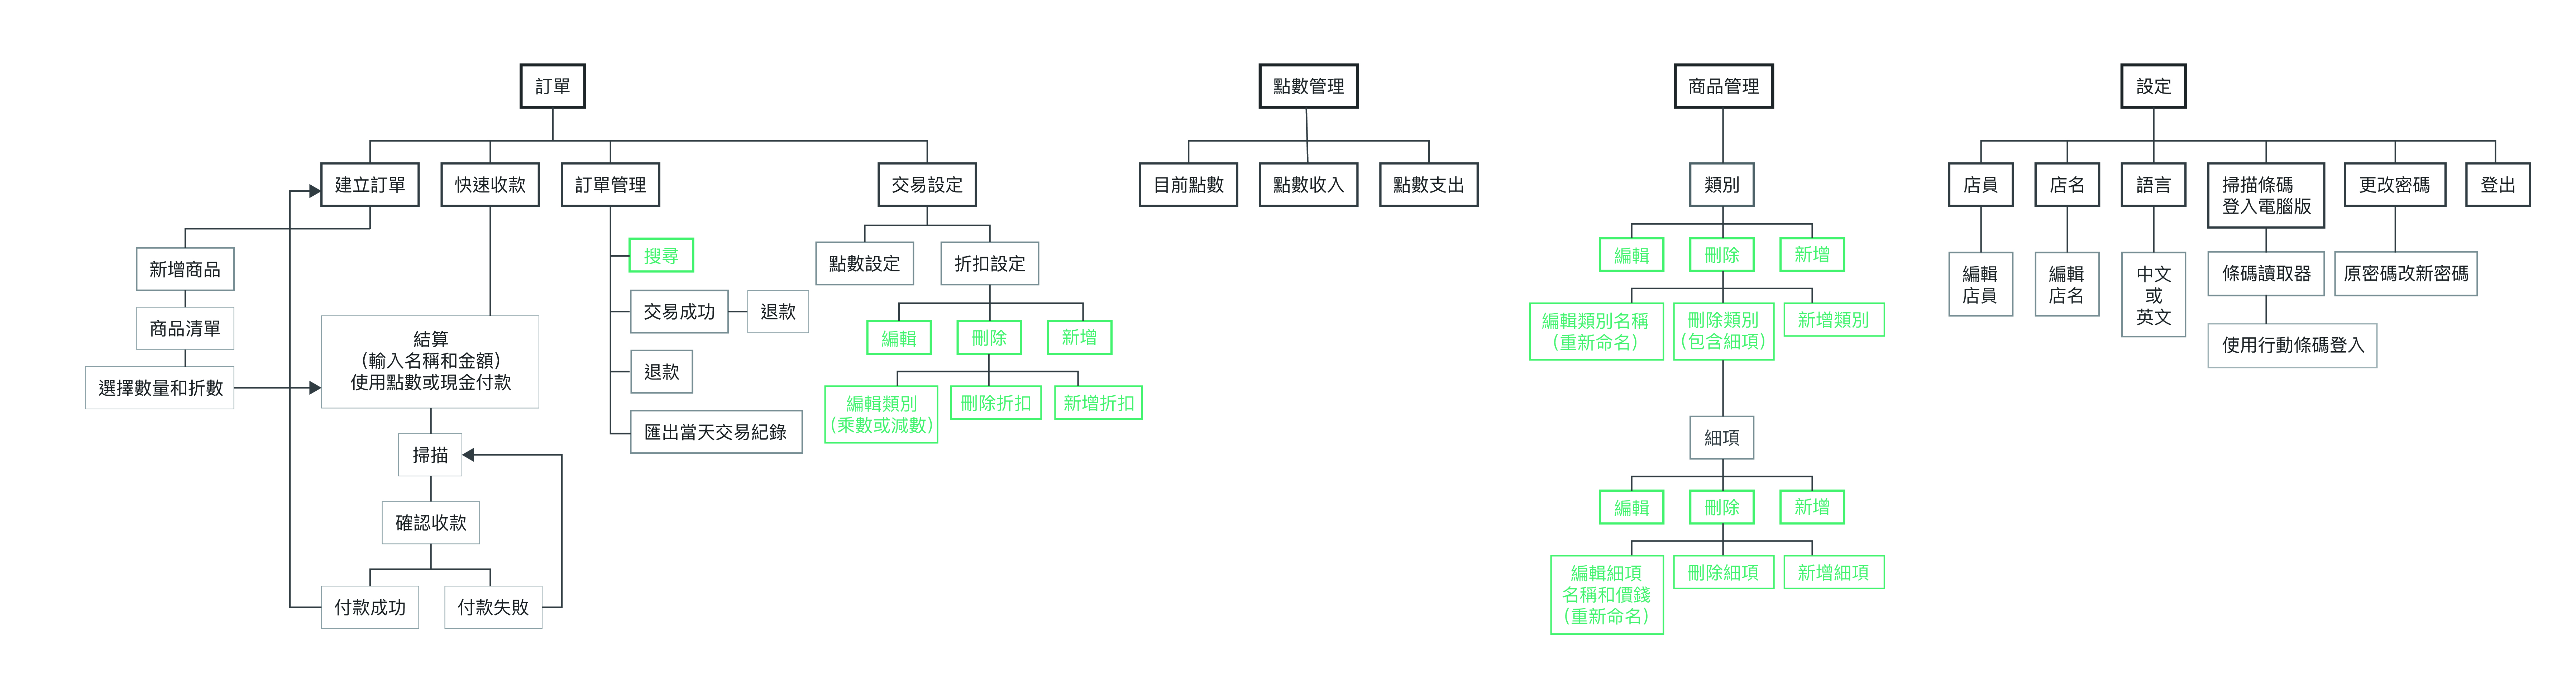 訂單
建立訂單
快速收款
訂單管理
交易設定
新增商品
商品清單
選擇數量和折數
結算
(輸入名稱和金額)
使用點數或現金付款
掃描
確認收款
付款成功
付款失敗
搜尋
交易成功
退款
退款
匯出當天交易紀錄
點數設定
折扣設定
編輯
刪除
新增
編輯類別
(乘數或減數)
刪除折扣
新增折扣
點數管理
目前點數
點數收入
點數支出
商品管理
類別
編輯
刪除
新增
編輯類別名稱
(重新命名)
刪除類別
(包含細項)
新增類別
細項
編輯
刪除
新增
編輯細項
名稱和價錢
(重新命名)
刪除細項
新增細項
設定
店員
店名
語言
掃描條碼
登入電腦版
更改密碼
登出
編輯
店員
編輯
店名
中文
或
英文
條碼讀取器
使用行動條碼登入
原密碼改新密碼